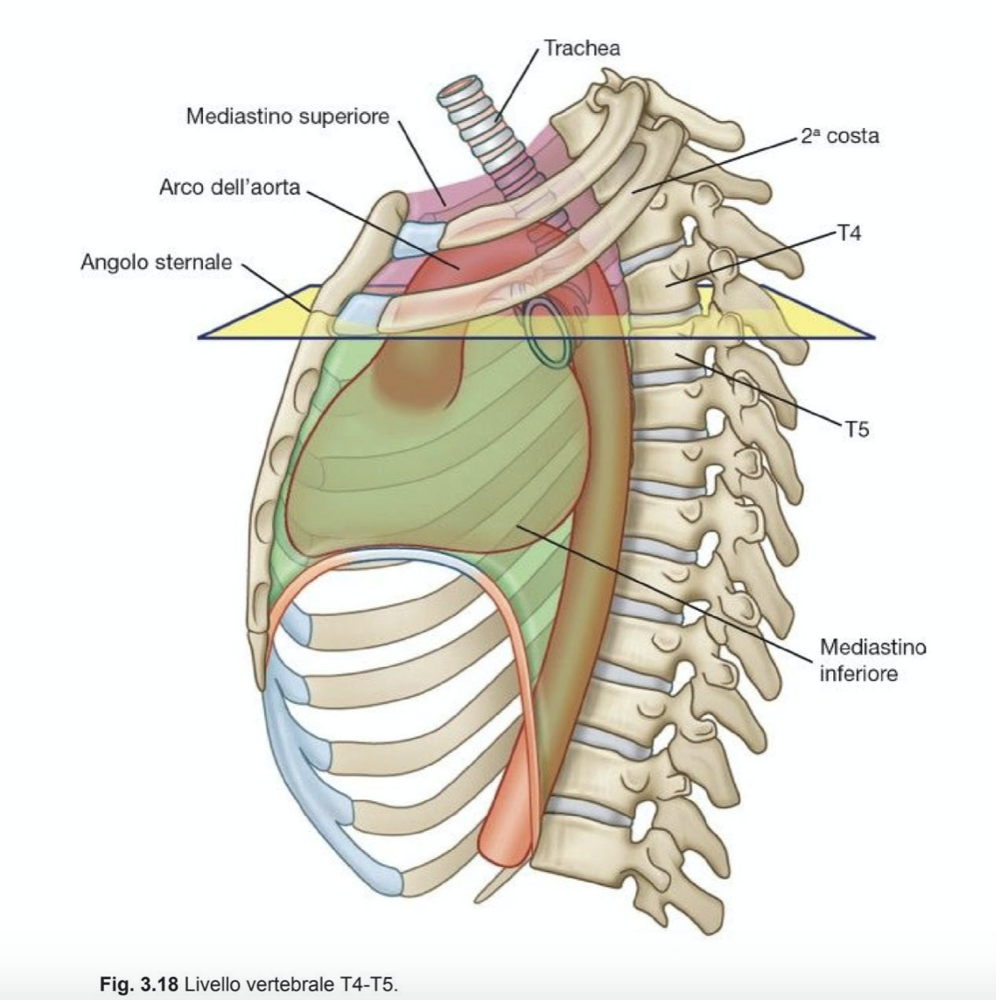 Trachea
Mediastino superiore
2ª costa
Arco dell'aorta
T4
Angolo sternale
T5
Mediastino
inferiore
Fig. 3.18 Livello vertebrale T4-T5.